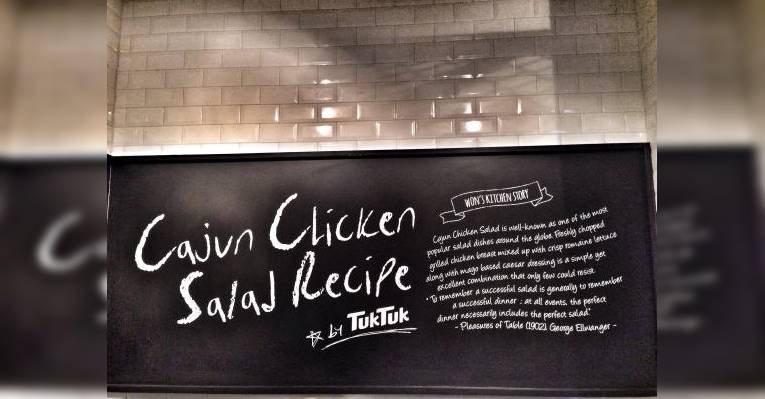 Cajun Chicken
Salad Recipe
by TukTuk
WON'S KITCHEN STORY
Cajun Chicken Salad is well-known as one of the most
popular salad dishes around the globe. Freshly chopped
grilled chicken breast mixed up with crisp romaine lettuce
along with mayo based caesar dressing is a simple yet
excellent combination that only few could resist.
"To remember a successful salad is generally to remember
a successful dinner ; at all events, the perfect
dinner necessarily includes the perfect salad."
- Pleasures of Table (1902), George Ellwanger -